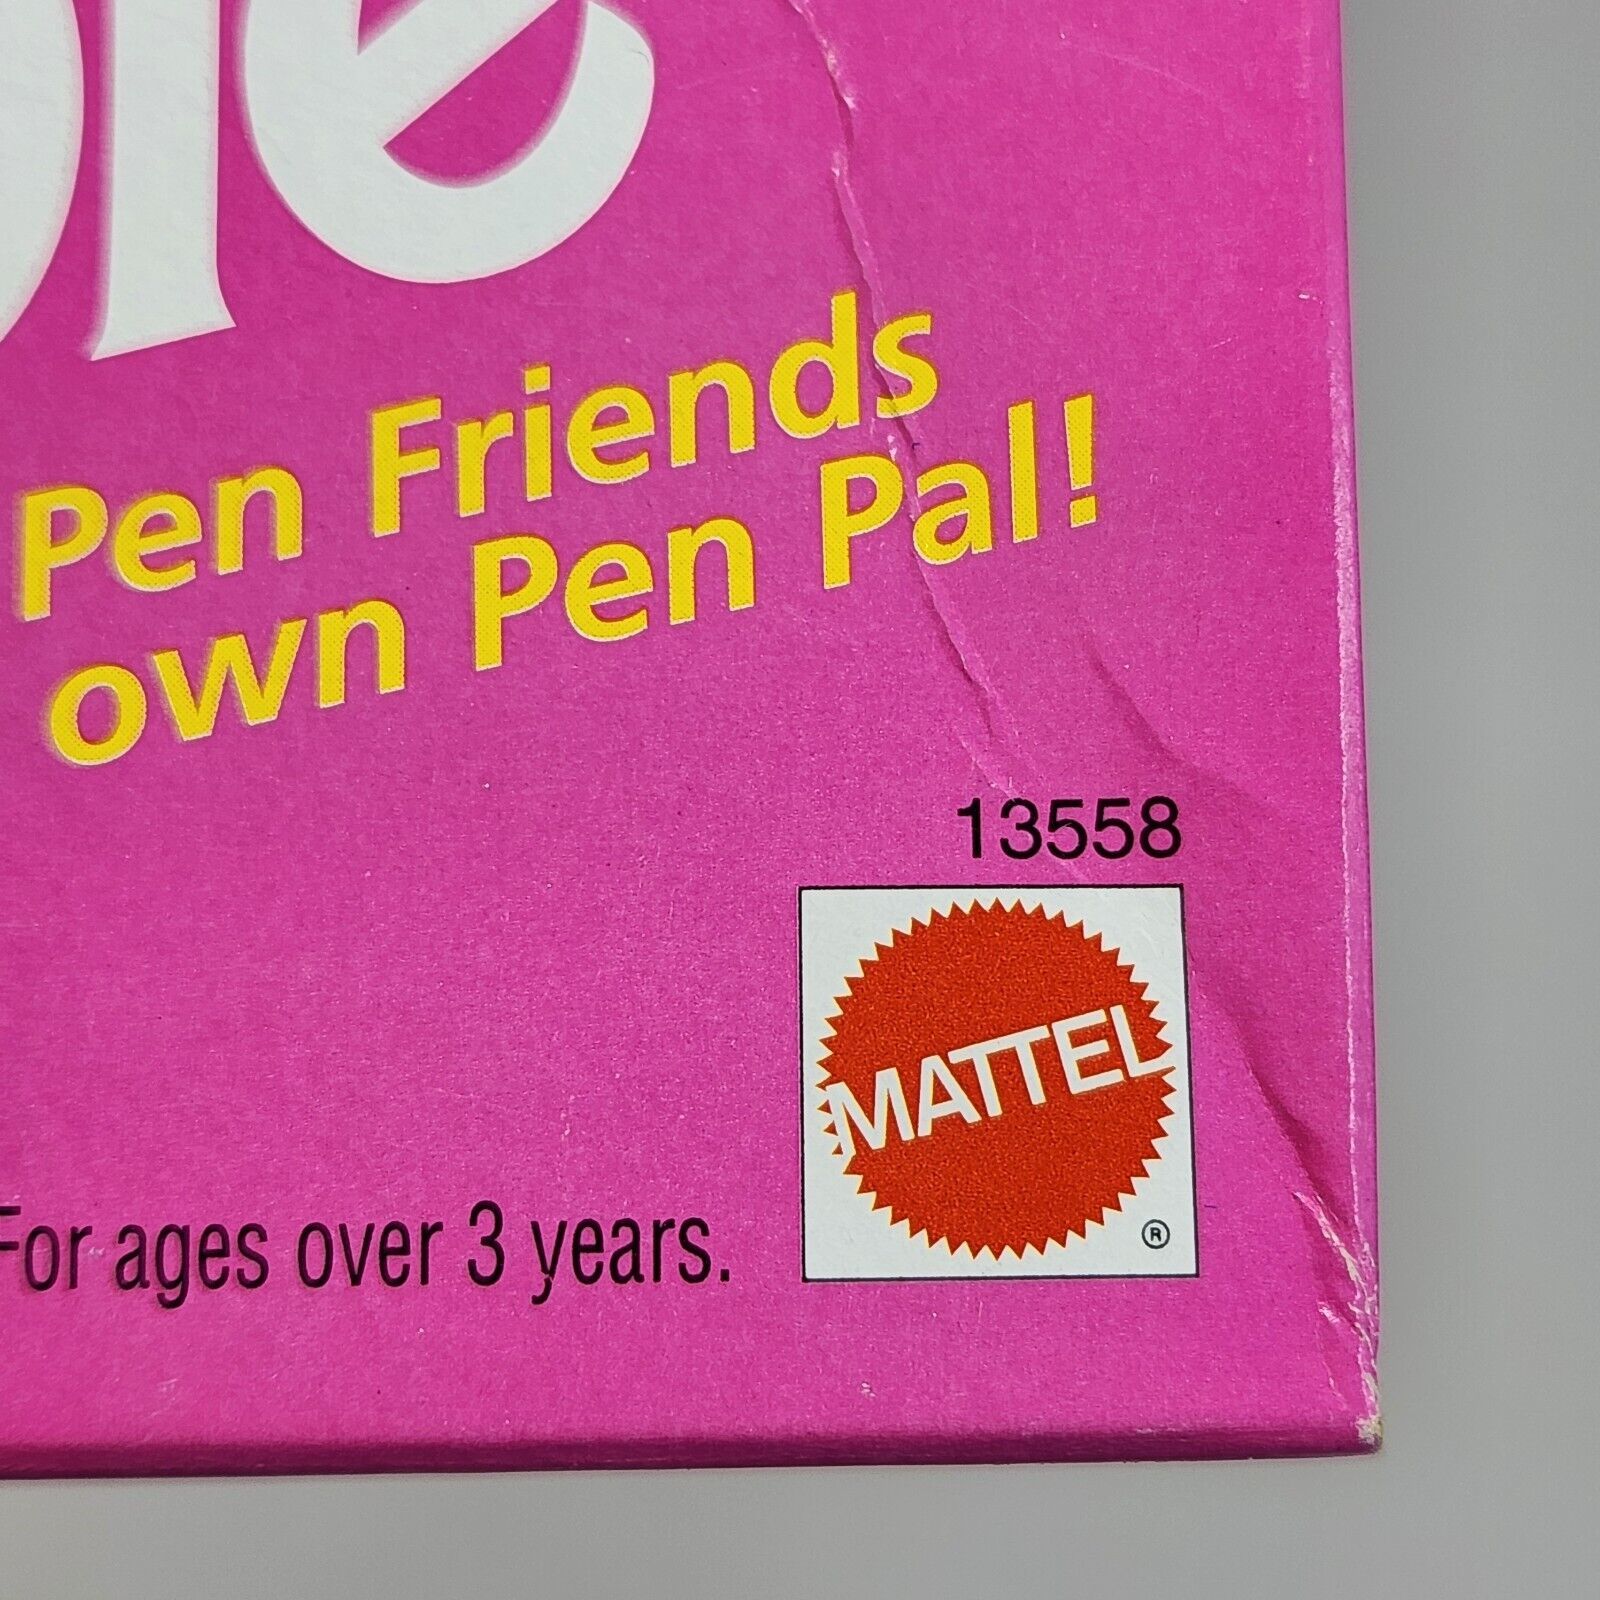 Pen Friends
own Pen Pal!
13558
MATTEL
®
For ages over 3 years.